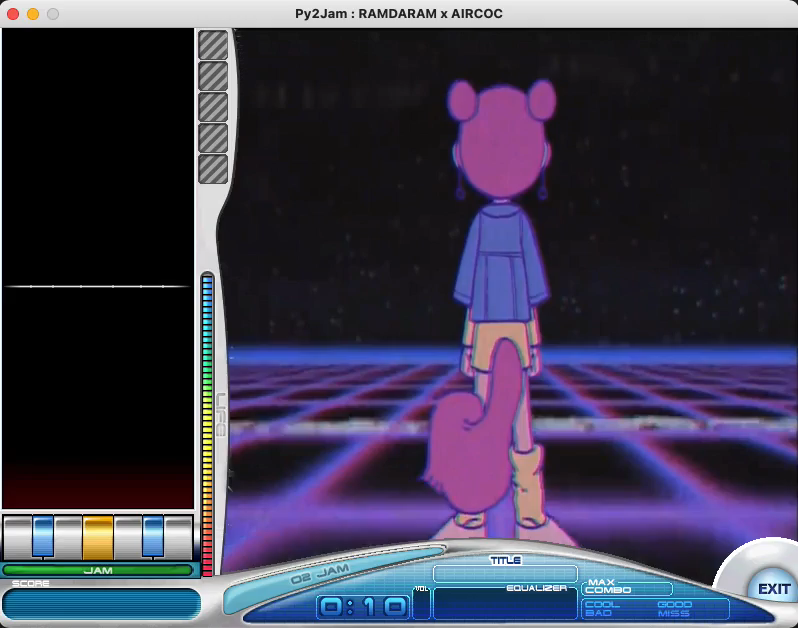 Py2Jam : RAMDARAM x AIRCOC
LIFE
JAM
SCORE
O2 JAM
0:10
VOL
TITLE
EQUALIZER
MAX
COMBO
COOL GOOD
BAD MISS
EXIT